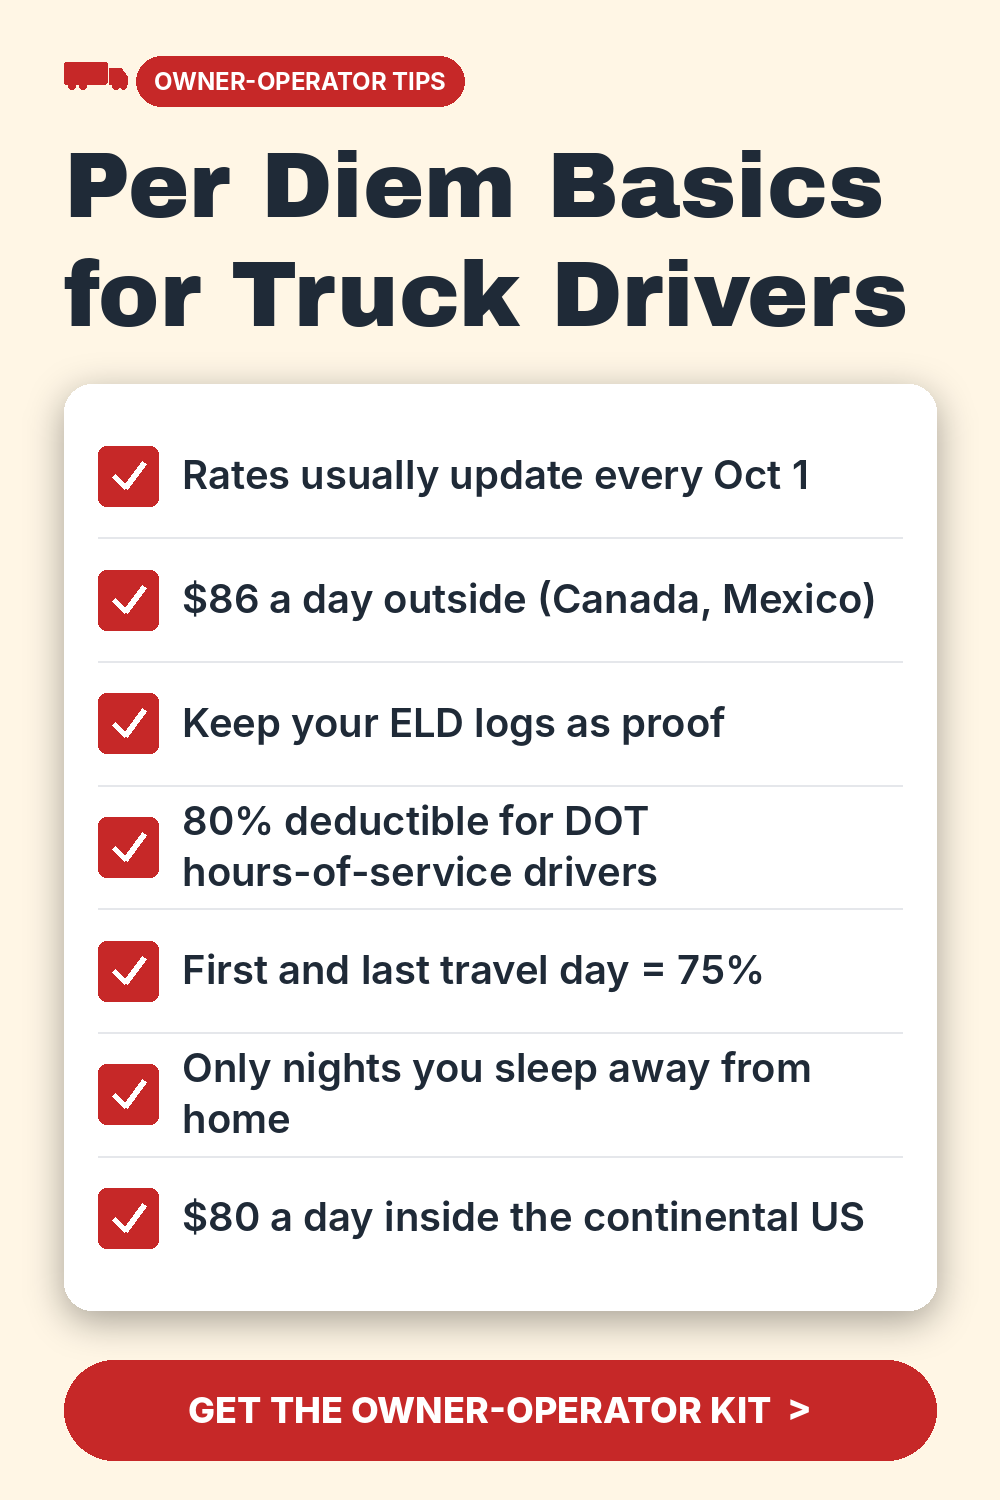 OWNER-OPERATOR TIPS
Per Diem Basics
for Truck Drivers
Rates usually update every Oct 1
$86 a day outside (Canada, Mexico)
Keep your ELD logs as proof
80% deductible for DOT
hours-of-service drivers
First and last travel day = 75%
Only nights you sleep away from
home
$80 a day inside the continental US
GET THE OWNER-OPERATOR KIT >